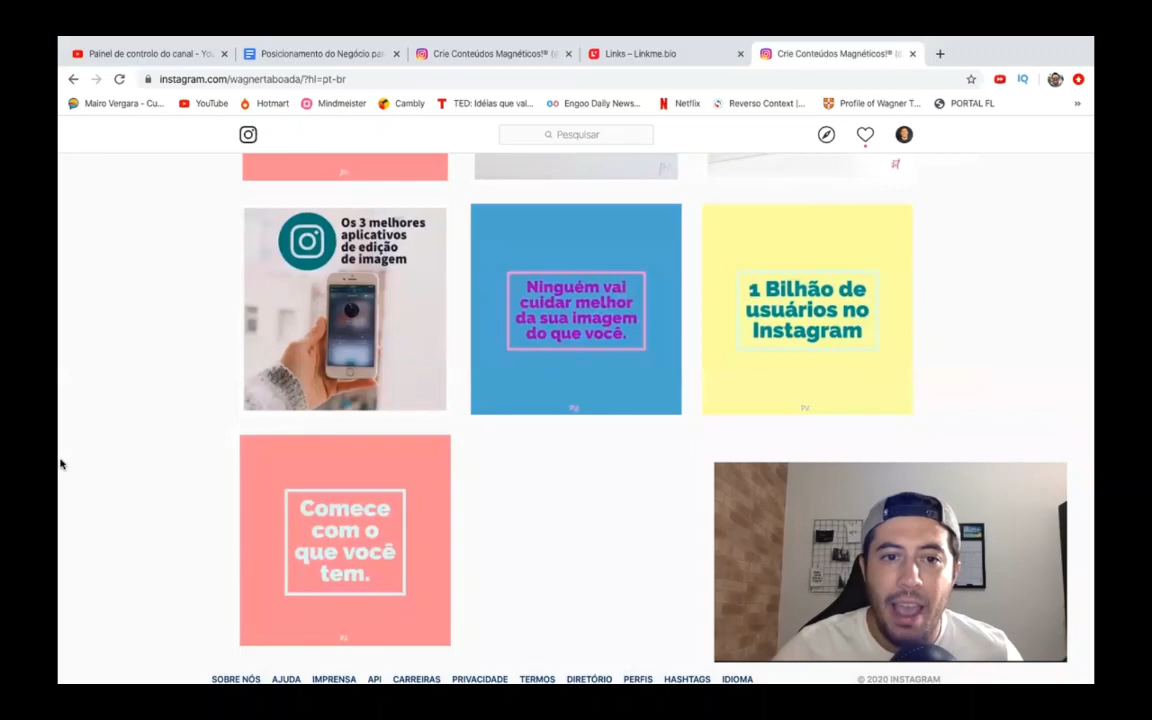 Painel de controlo do canal - You
Posicionamento do Negócio par
Crie Conteúdos Magnéticos!® (@
Links – Linkme.bio
Crie Conteúdos Magnéticos!® (@
instagram.com/wagnertaboada/?hl=pt-br
Mairo Vergara - Cu...
YouTube
Hotmart
Mindmeister
Cambly
TED: Idéias que val...
Engoo Daily News...
Netflix
Reverso Context |...
Profile of Wagner T...
PORTAL FL
Pesquisar
Os 3 melhores
aplicativos
de edição
de imagem
Ninguém vai
cuidar melhor
da sua imagem
do que você.
1 Bilhão de
usuários no
Instagram
Comece
com o
que você
tem.
SOBRE NÓS AJUDA IMPRENSA API CARREIRAS PRIVACIDADE TERMOS DIRETÓRIO PERFIS HASHTAGS IDIOMA
© 2020 INSTAGRAM